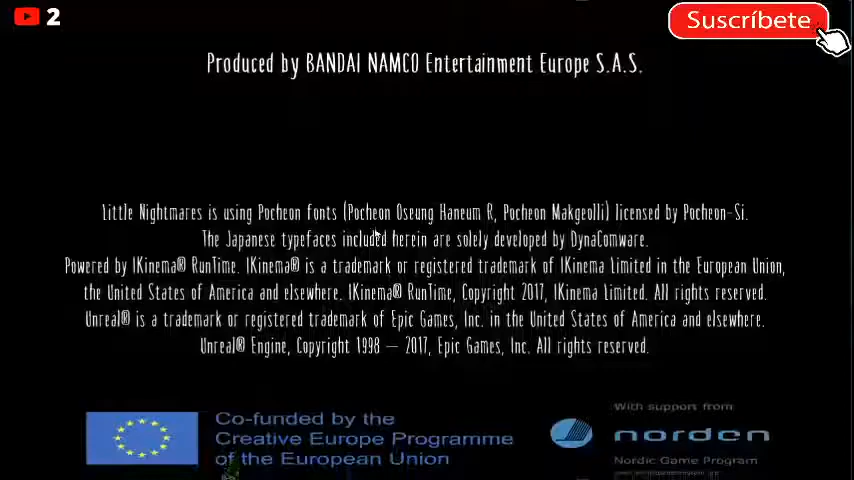 2
Suscríbete
Produced by BANDAI NAMCO Entertainment Europe S.A.S.
Little Nightmares is using Pocheon fonts (Pocheon Oseung Haneum R, Pocheon Makgeolli) licensed by Pocheon-Si.
The Japanese typefaces included herein are solely developed by DynaComware.
Powered by IKinema® RunTime. IKinema® is a trademark or registered trademark of IKinema Limited in the European Union,
the United States of America and elsewhere. IKinema® RunTime, Copyright 2017, IKinema Limited. All rights reserved.
Unreal® is a trademark or registered trademark of Epic Games, Inc. in the United States of America and elsewhere.
Unreal® Engine, Copyright 1998 – 2017, Epic Games, Inc. All rights reserved.
Co-funded by the
Creative Europe Programme
of the European Union
With support from
norden
Nordic Game Program